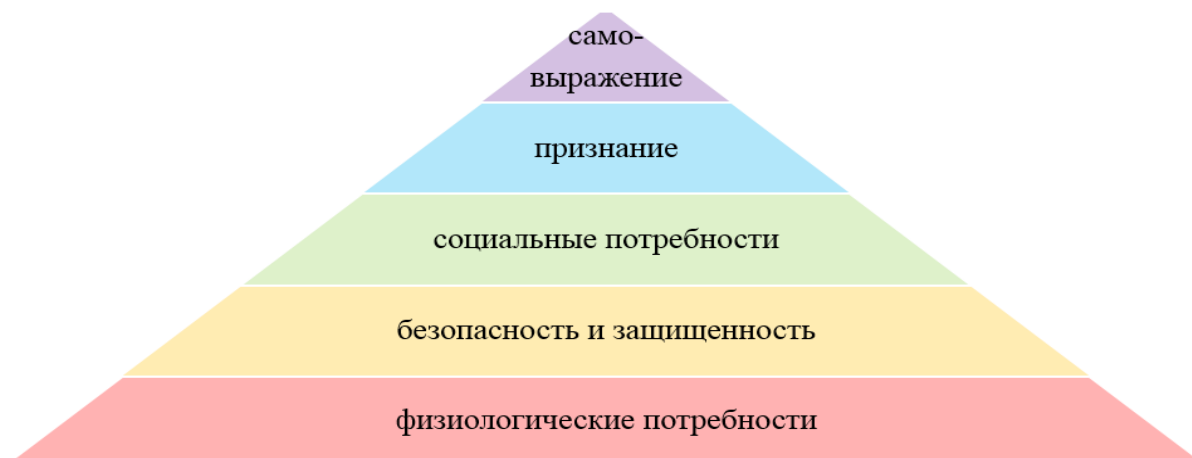 само-
выражение
признание
социальные потребности
безопасность и защищенность
физиологические потребности